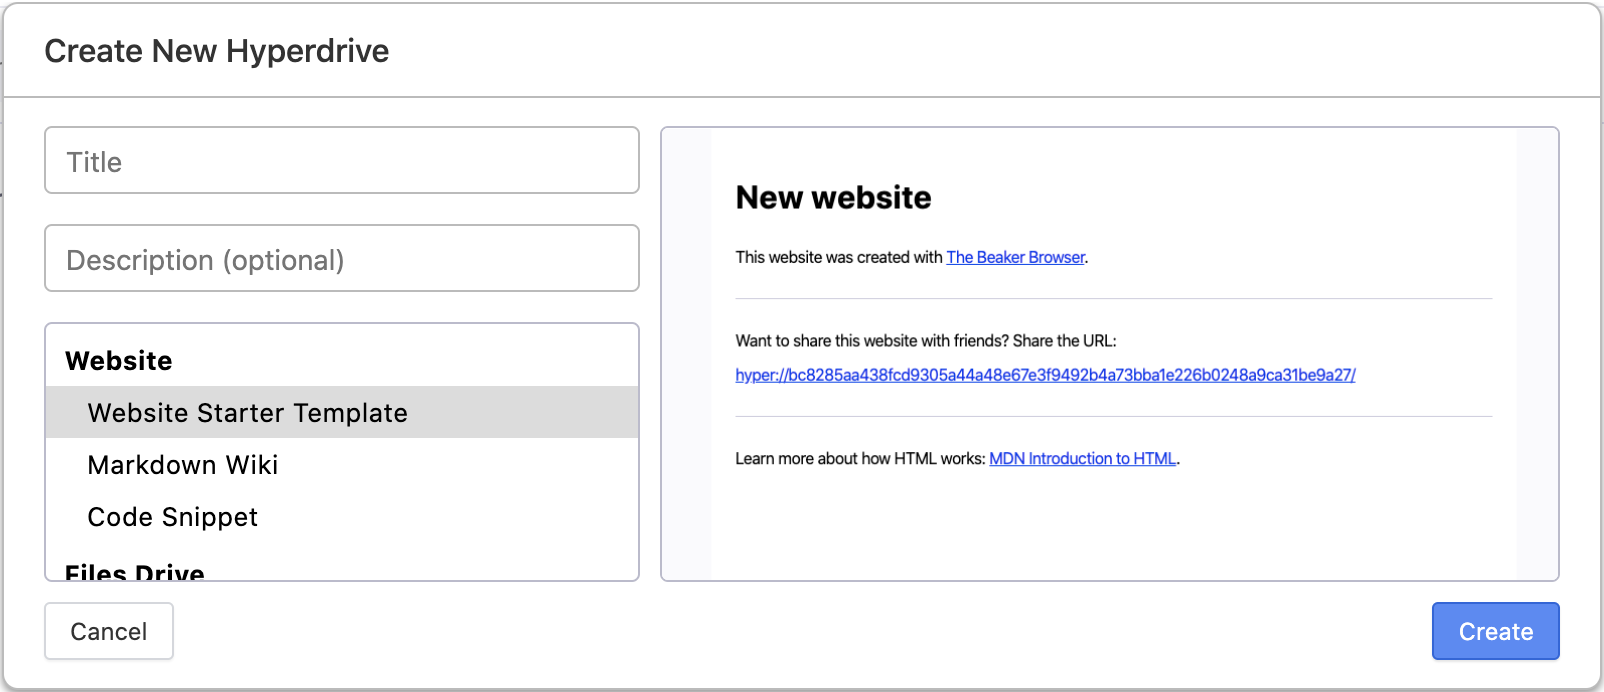 Create New Hyperdrive
Title
Description (optional)
Website
Website Starter Template
Markdown Wiki
Code Snippet
Files Drive
Cancel
New website
This website was created with The Beaker Browser.
Want to share this website with friends? Share the URL:
hyper://bc8285aa438fcd9305a44a48e67e3f9492b4a73bba1e226b0248a9ca31be9a27/
Learn more about how HTML works: MDN Introduction to HTML.
Create